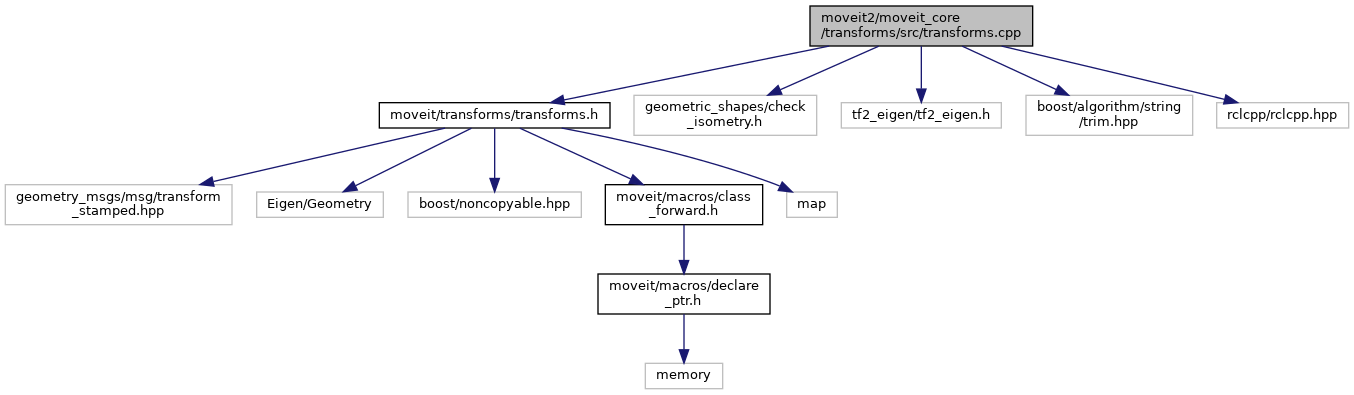 moveit2/moveit_core
/transforms/src/transforms.cpp
moveit/transforms/transforms.h
geometric_shapes/check
_isometry.h
tf2_eigen/tf2_eigen.h
boost/algorithm/string
/trim.hpp
rclcpp/rclcpp.hpp
geometry_msgs/msg/transform
_stamped.hpp
Eigen/Geometry
boost/noncopyable.hpp
moveit/macros/class
_forward.h
map
moveit/macros/declare
_ptr.h
memory